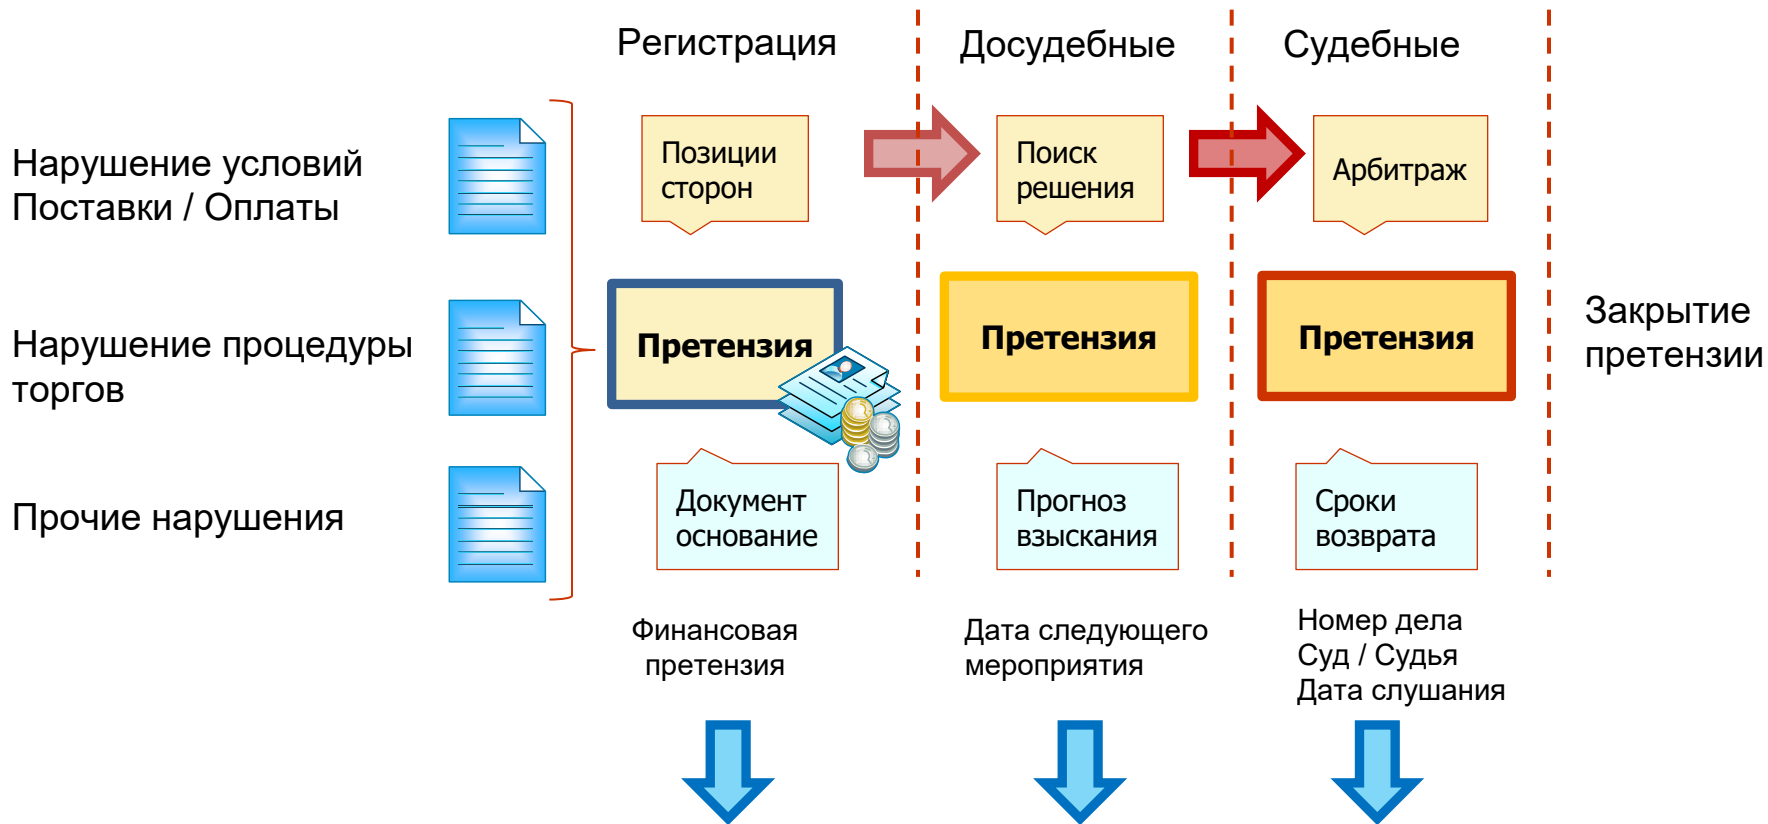 Регистрация
Досудебные
Судебные
Нарушение условий
Поставки / Оплаты
Позиции
сторон
Поиск
решения
Арбитраж
Нарушение процедуры
торгов
Претензия
Претензия
Претензия
Закрытие
претензии
Прочие нарушения
Документ
основание
Прогноз
взыскания
Сроки
возврата
Финансовая
претензия
Дата следующего
мероприятия
Номер дела
Суд / Судья
Дата слушания